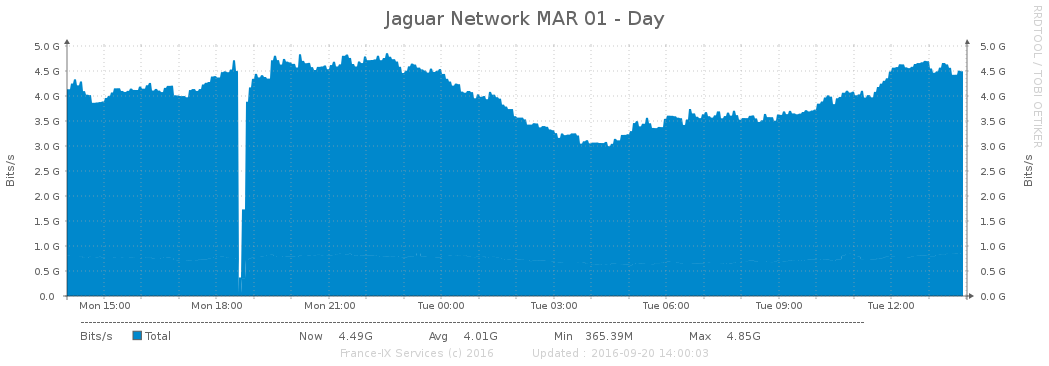 Jaguar Network MAR 01 - Day
RRDTOOL / TOBI OETIKER
Bits/s
Bits/s
5.0 G 5.0 G
4.5 G 4.5 G
4.0 G 4.0 G
3.5 G 3.5 G
3.0 G 3.0 G
2.5 G 2.5 G
2.0 G 2.0 G
1.5 G 1.5 G
1.0 G 1.0 G
0.5 G 0.5 G
0.0 0.0 G
Mon 15:00 Mon 18:00 Mon 21:00 Tue 00:00 Tue 03:00 Tue 06:00 Tue 09:00 Tue 12:00
Bits/s Total Now 4.49G Avg 4.01G Min 365.39M Max 4.85G
France-IX Services (c) 2016 Updated : 2016-09-20 14:00:03